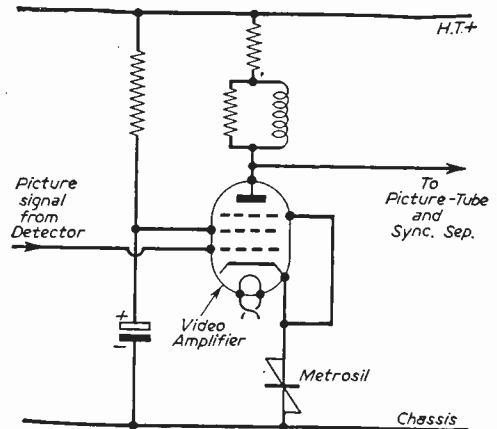 H.T.+
Picture
signal
from
Detector
To
Picture-Tube
and
Sync. Sep.
+
-
Video
Amplifier
Metrosil
Chassis